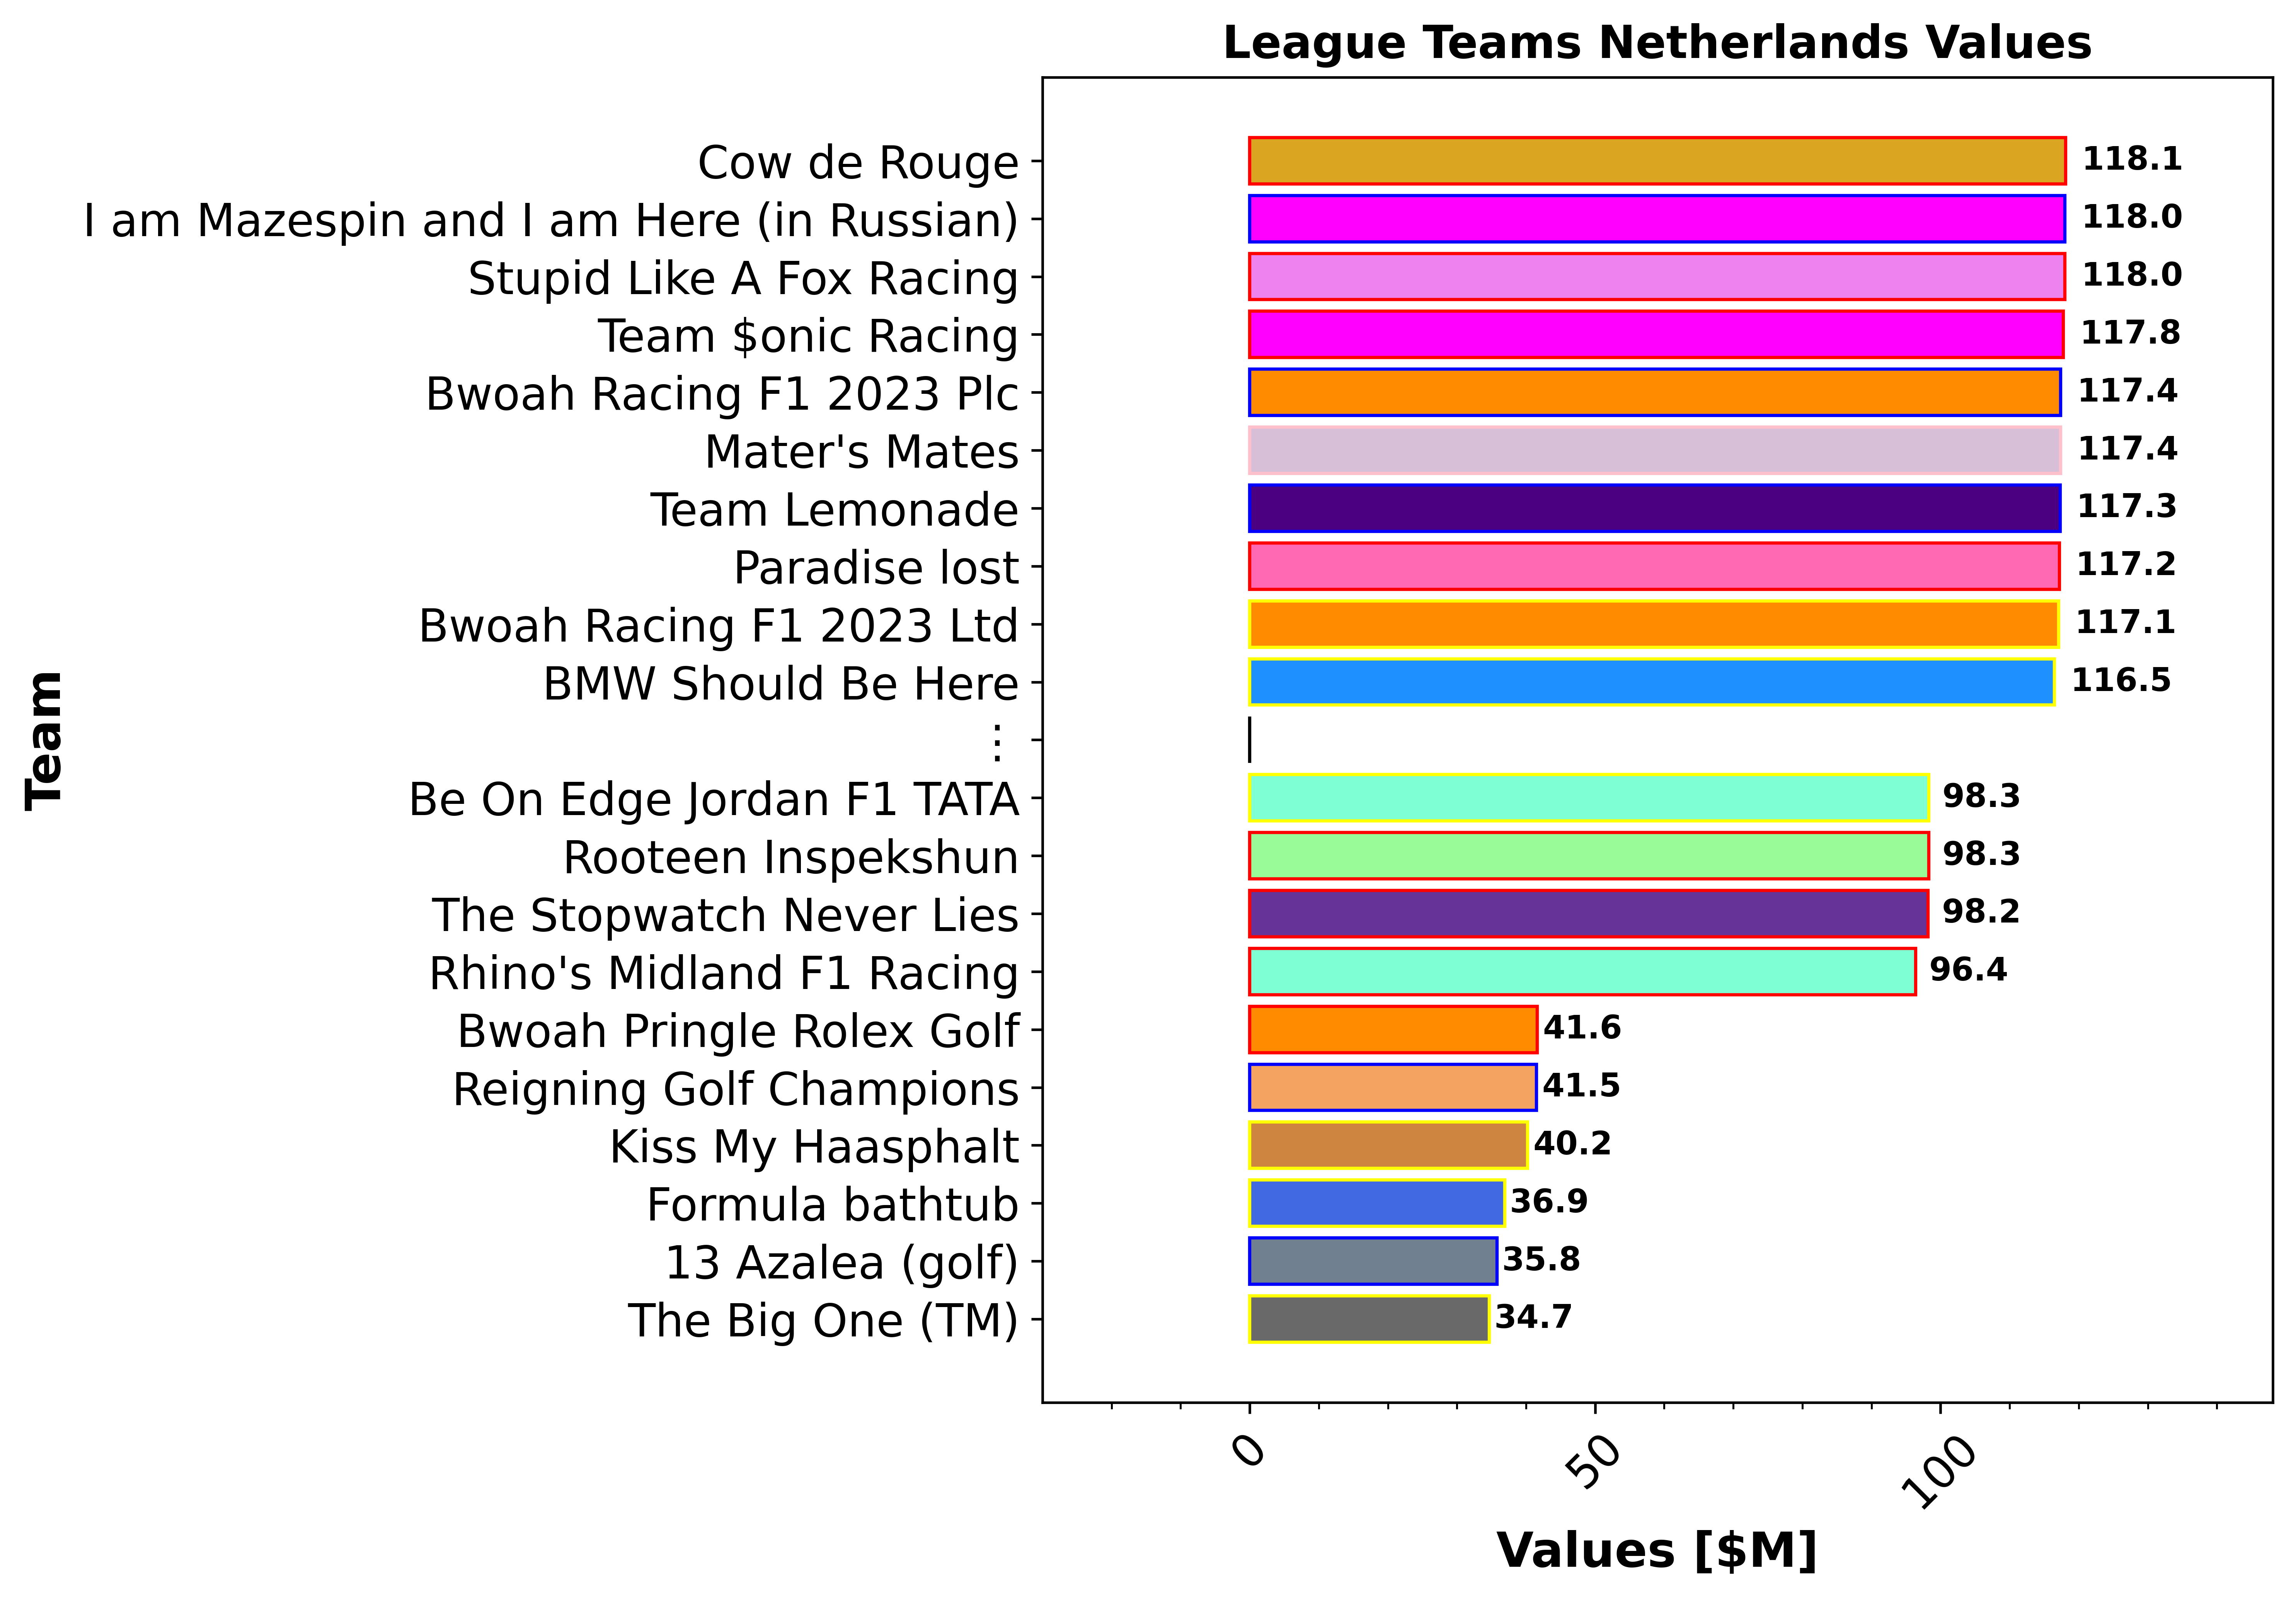 League Teams Netherlands Values
Cow de Rouge 118.1
I am Mazespin and I am Here (in Russian) 118.0
Stupid Like A Fox Racing 118.0
Team $onic Racing 117.8
Bwoah Racing F1 2023 Plc 117.4
Mater's Mates 117.4
Team Lemonade 117.3
Paradise lost 117.2
Bwoah Racing F1 2023 Ltd 117.1
BMW Should Be Here 116.5
⋮
Be On Edge Jordan F1 TATA 98.3
Rooteen Inspekshun 98.3
The Stopwatch Never Lies 98.2
Rhino's Midland F1 Racing 96.4
Bwoah Pringle Rolex Golf 41.6
Reigning Golf Champions 41.5
Kiss My Haasphalt 40.2
Formula bathtub 36.9
13 Azalea (golf) 35.8
The Big One (TM) 34.7
Team
0 50 100
Values [$M]